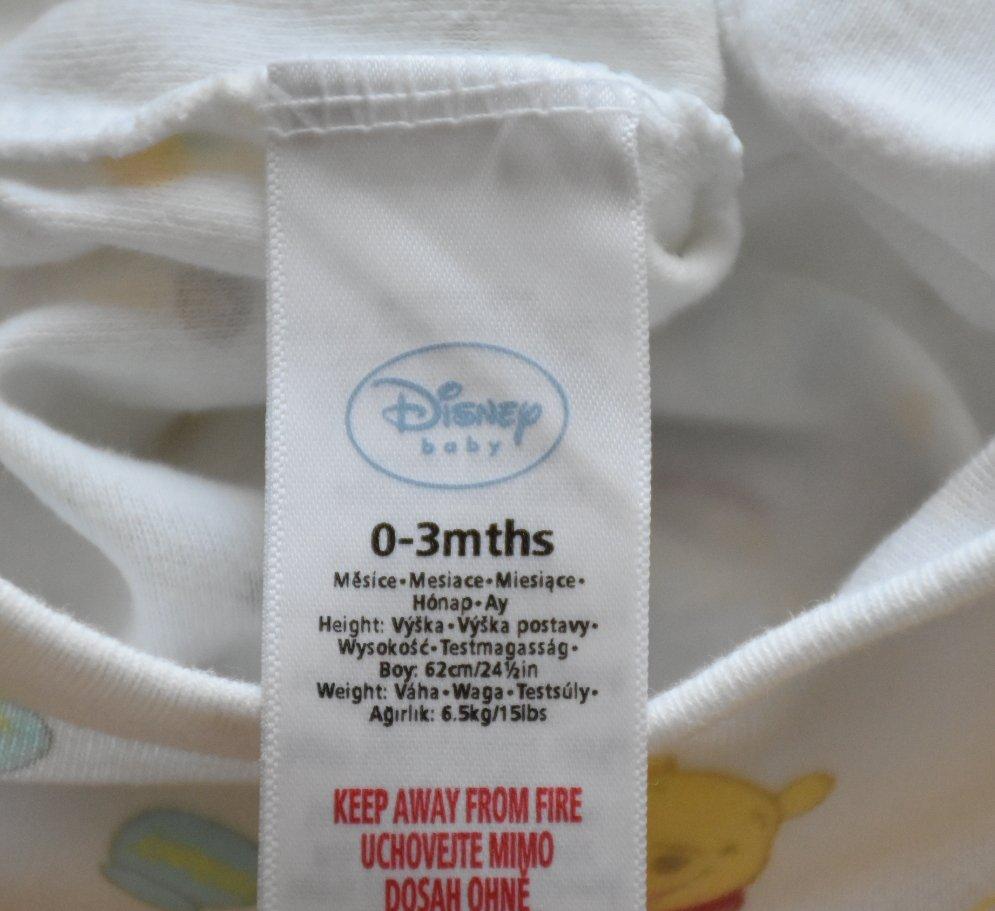 Disney
baby
0-3mths
Měsíce•Mesiace•Miesiące•
Hónap•Ay
Height: Výška•Výška postavy•
Wysokość•Testmagasság•
Boy: 62cm/24½in
Weight: Váha•Waga•Testsúly•
Ağırlık: 6.5kg/15lbs
KEEP AWAY FROM FIRE
UCHOVEJTE MIMO
DOSAH OHNĚ